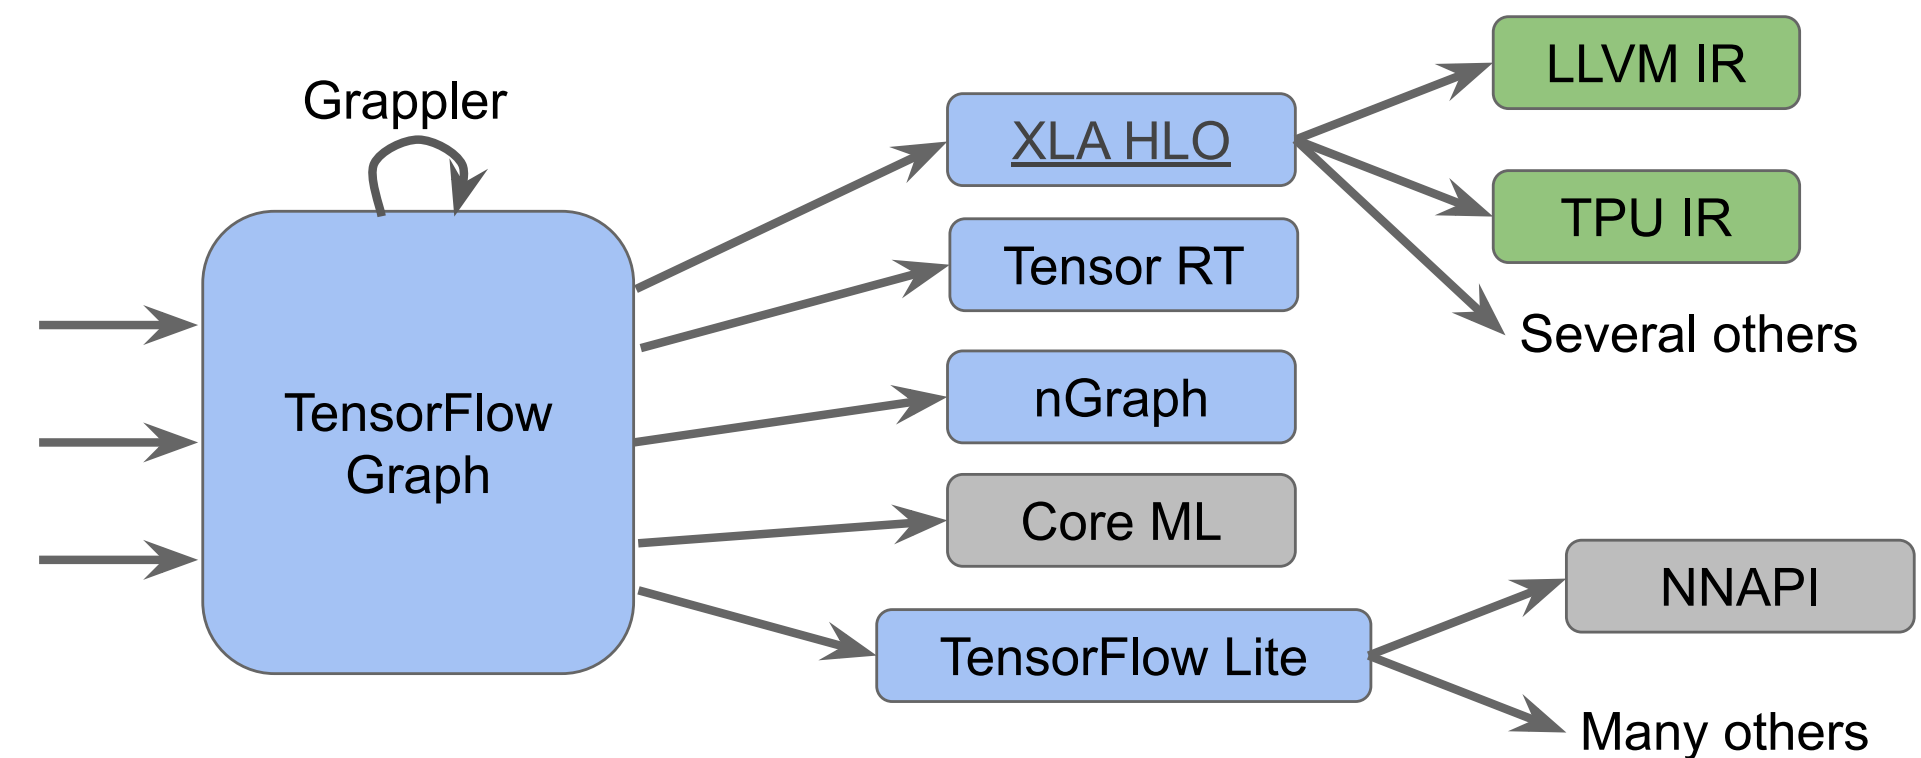 Grappler
TensorFlow
Graph
XLA HLO
Tensor RT
nGraph
Core ML
TensorFlow Lite
LLVM IR
TPU IR
Several others
NNAPI
Many others